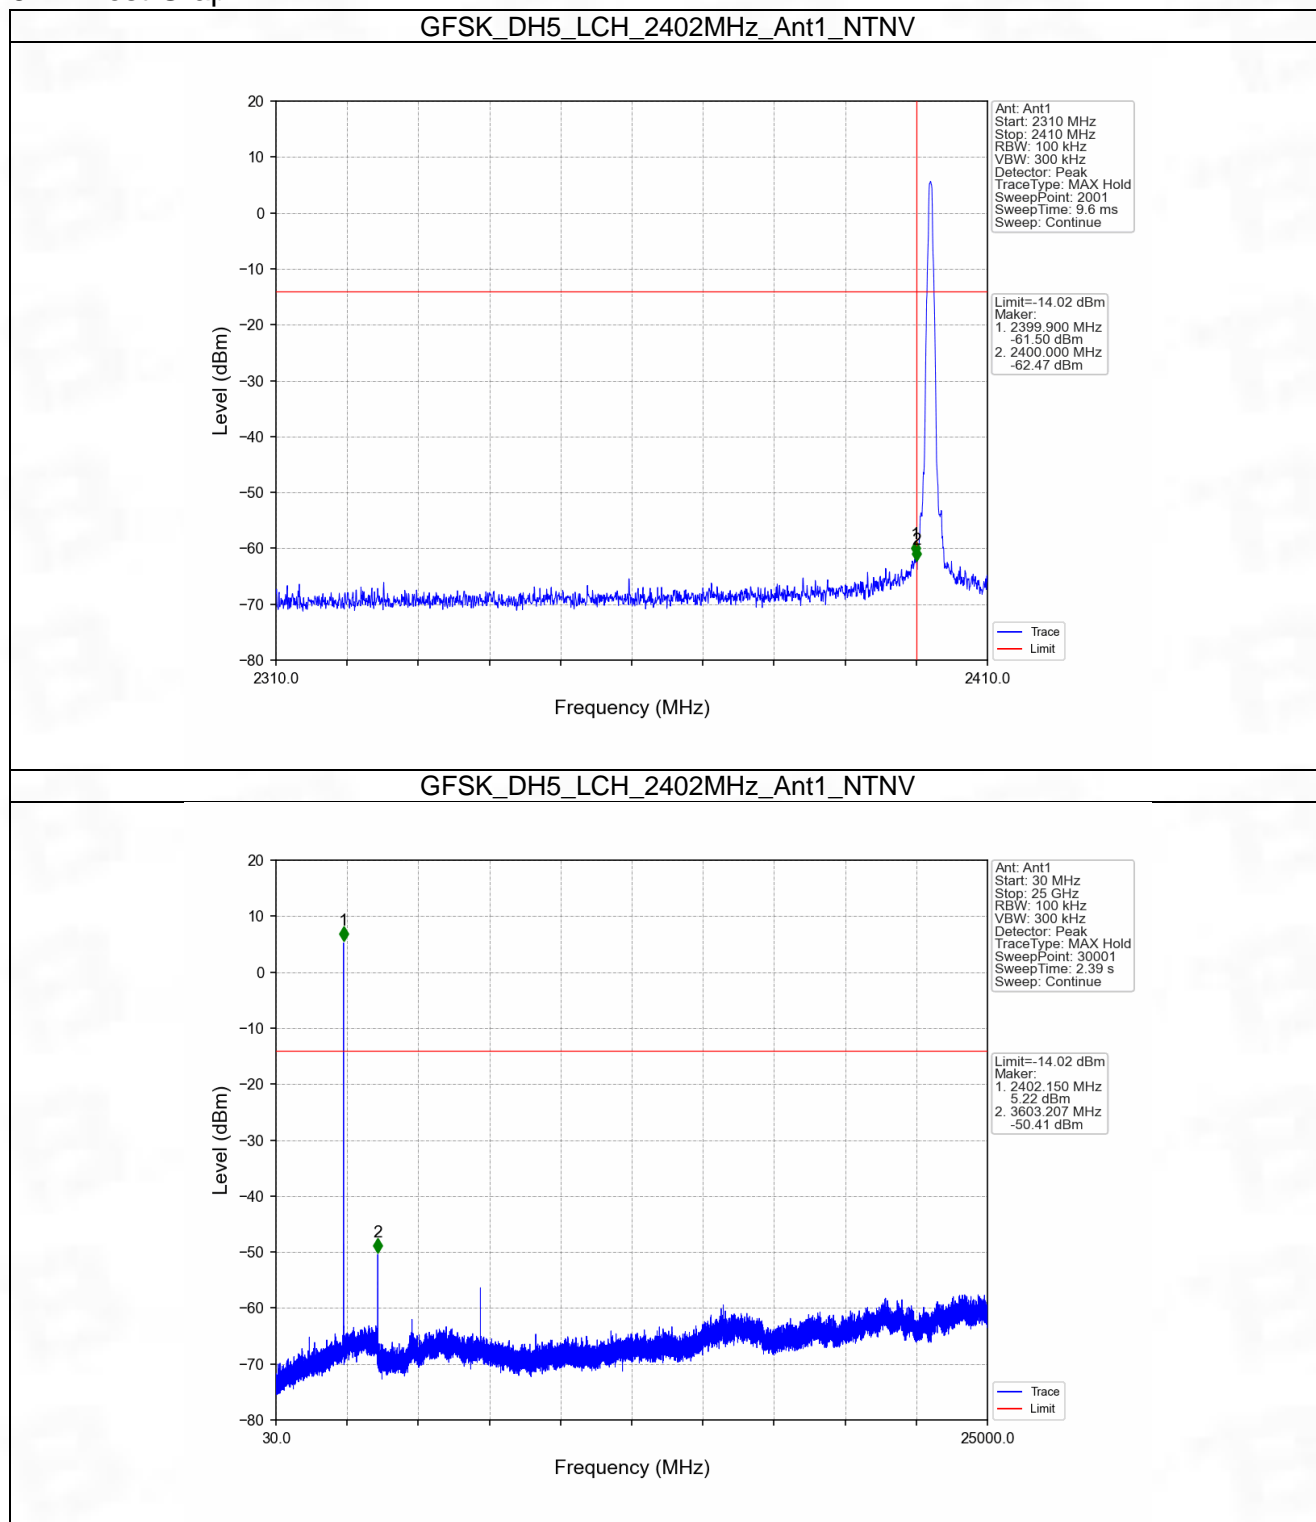 GFSK_DH5_LCH_2402MHz_Ant1_NTNV
20
10
0
−10
−20
−30
−40
−50
−60
−70
−80
Level (dBm)
2310.0
2410.0
Frequency (MHz)
1
2
Ant: Ant1
Start: 2310 MHz
Stop: 2410 MHz
RBW: 100 kHz
VBW: 300 kHz
Detector: Peak
TraceType: MAX Hold
SweepPoint: 2001
SweepTime: 9.6 ms
Sweep: Continue
Limit=-14.02 dBm
Maker:
1. 2399.900 MHz
-61.50 dBm
2. 2400.000 MHz
-62.47 dBm
Trace
Limit
GFSK_DH5_LCH_2402MHz_Ant1_NTNV
20
10
0
−10
−20
−30
−40
−50
−60
−70
−80
Level (dBm)
30.0
25000.0
Frequency (MHz)
1
2
Ant: Ant1
Start: 30 MHz
Stop: 25 GHz
RBW: 100 kHz
VBW: 300 kHz
Detector: Peak
TraceType: MAX Hold
SweepPoint: 30001
SweepTime: 2.39 s
Sweep: Continue
Limit=-14.02 dBm
Maker:
1. 2402.150 MHz
5.22 dBm
2. 3603.207 MHz
-50.41 dBm
Trace
Limit